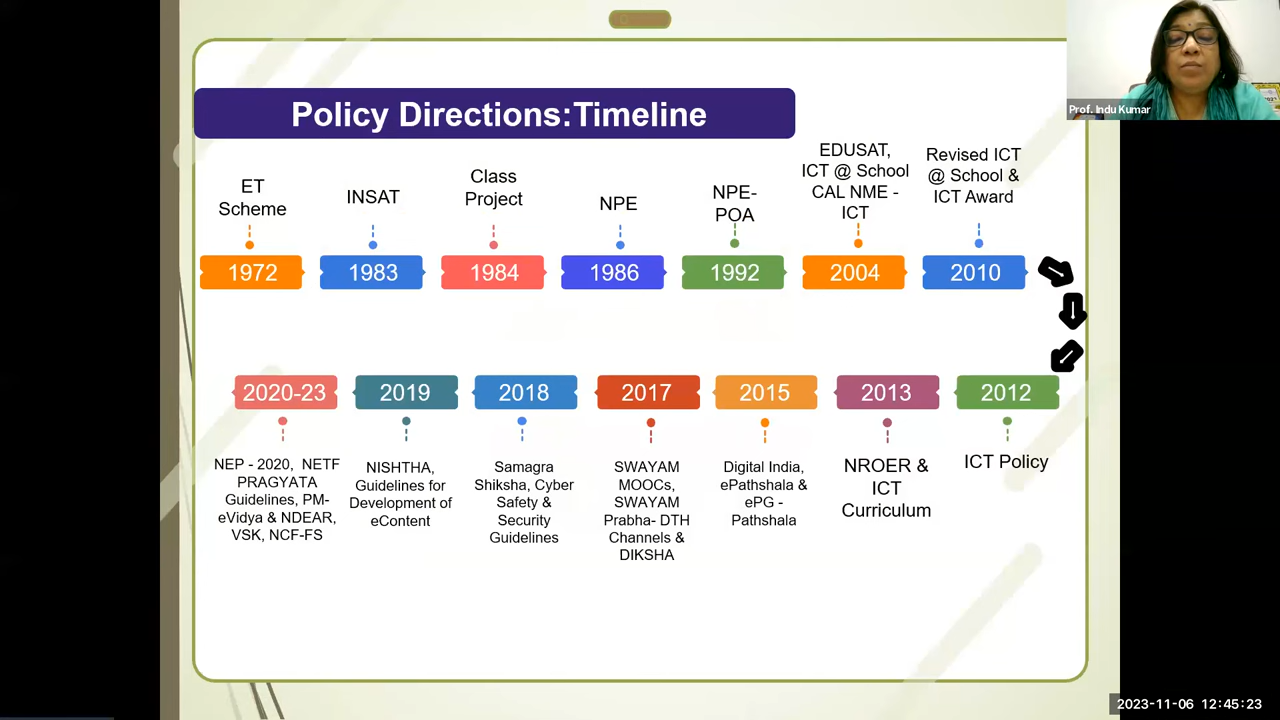 Policy Directions:Timeline
Prof. Indu Kumar
ET
Scheme
INSAT
Class
Project
NPE
NPE-
POA
EDUSAT,
ICT @ School
CAL NME -
ICT
Revised ICT
@ School &
ICT Award
1972
1983
1984
1986
1992
2004
2010
2020-23
2019
2018
2017
2015
2013
2012
NEP - 2020, NETF
PRAGYATA
Guidelines, PM-
eVidya & NDEAR,
VSK, NCF-FS
NISHTHA,
Guidelines for
Development of
eContent
Samagra
Shiksha, Cyber
Safety &
Security
Guidelines
SWAYAM
MOOCs,
SWAYAM
Prabha- DTH
Channels &
DIKSHA
Digital India,
ePathshala &
ePG -
Pathshala
NROER &
ICT
Curriculum
ICT Policy
2023-11-06 12:45:23